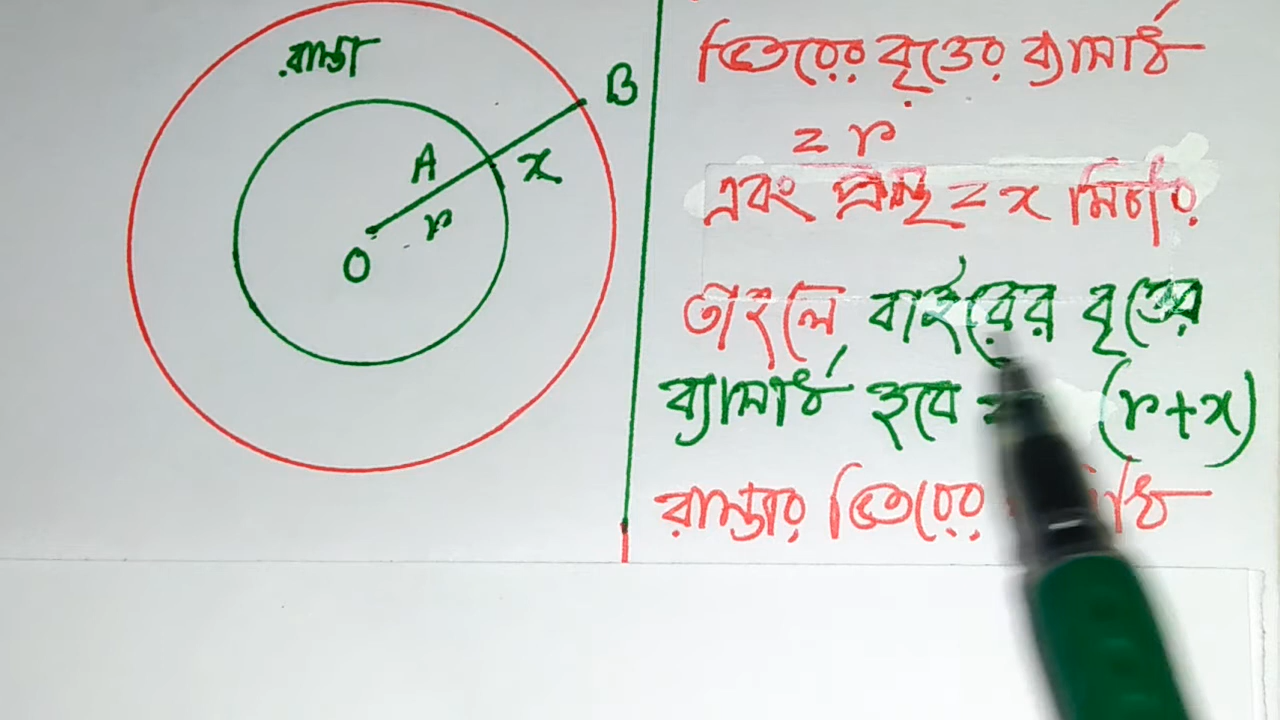 রাস্তা
B
A
x
r
O
ভিতরের বৃত্তের ব্যাসার্ধ
= r
এবং প্রস্থ = x মিটার
তাহলে বাইরের বৃত্তের
ব্যাসার্ধ হবে (r+x)
রাস্তার ভিতরের